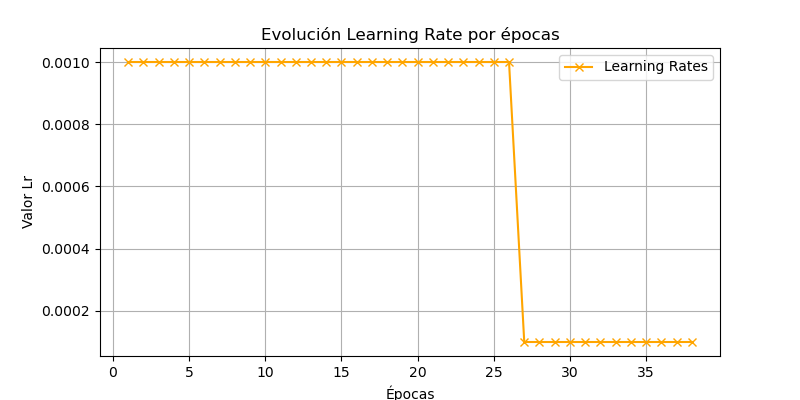 Evolución Learning Rate por épocas
Learning Rates
0.0010
0.0008
0.0006
0.0004
0.0002
Valor Lr
0 5 10 15 20 25 30 35
Épocas